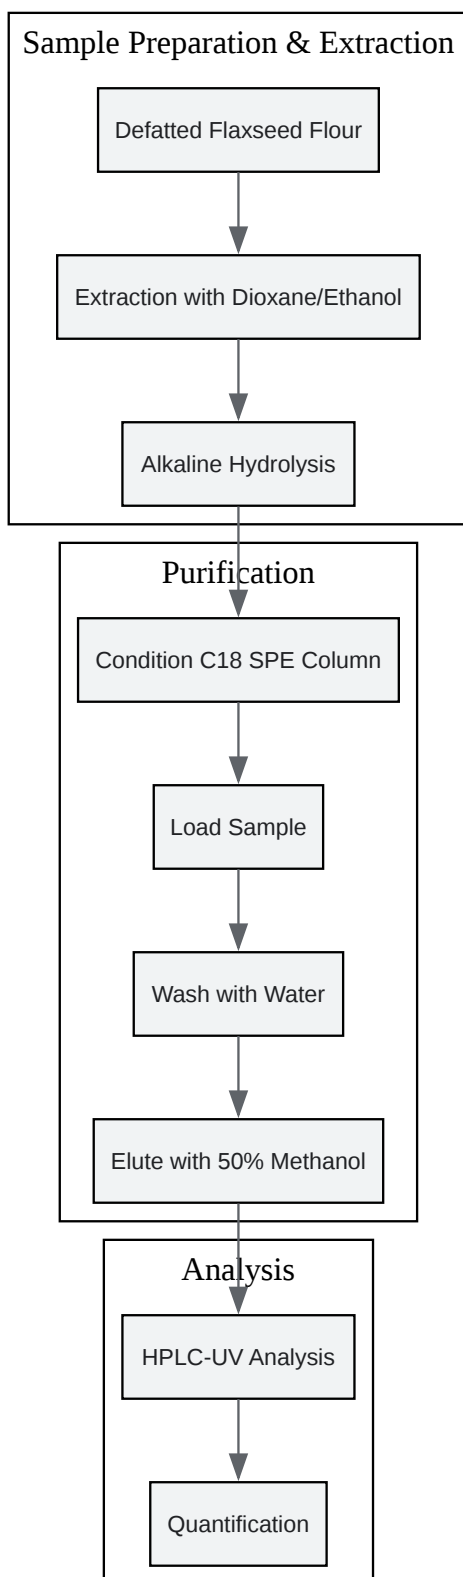 Sample Preparation & Extraction
Defatted Flaxseed Flour
Extraction with Dioxane/Ethanol
Alkaline Hydrolysis
Purification
Condition C18 SPE Column
Load Sample
Wash with Water
Elute with 50% Methanol
Analysis
HPLC-UV Analysis
Quantification